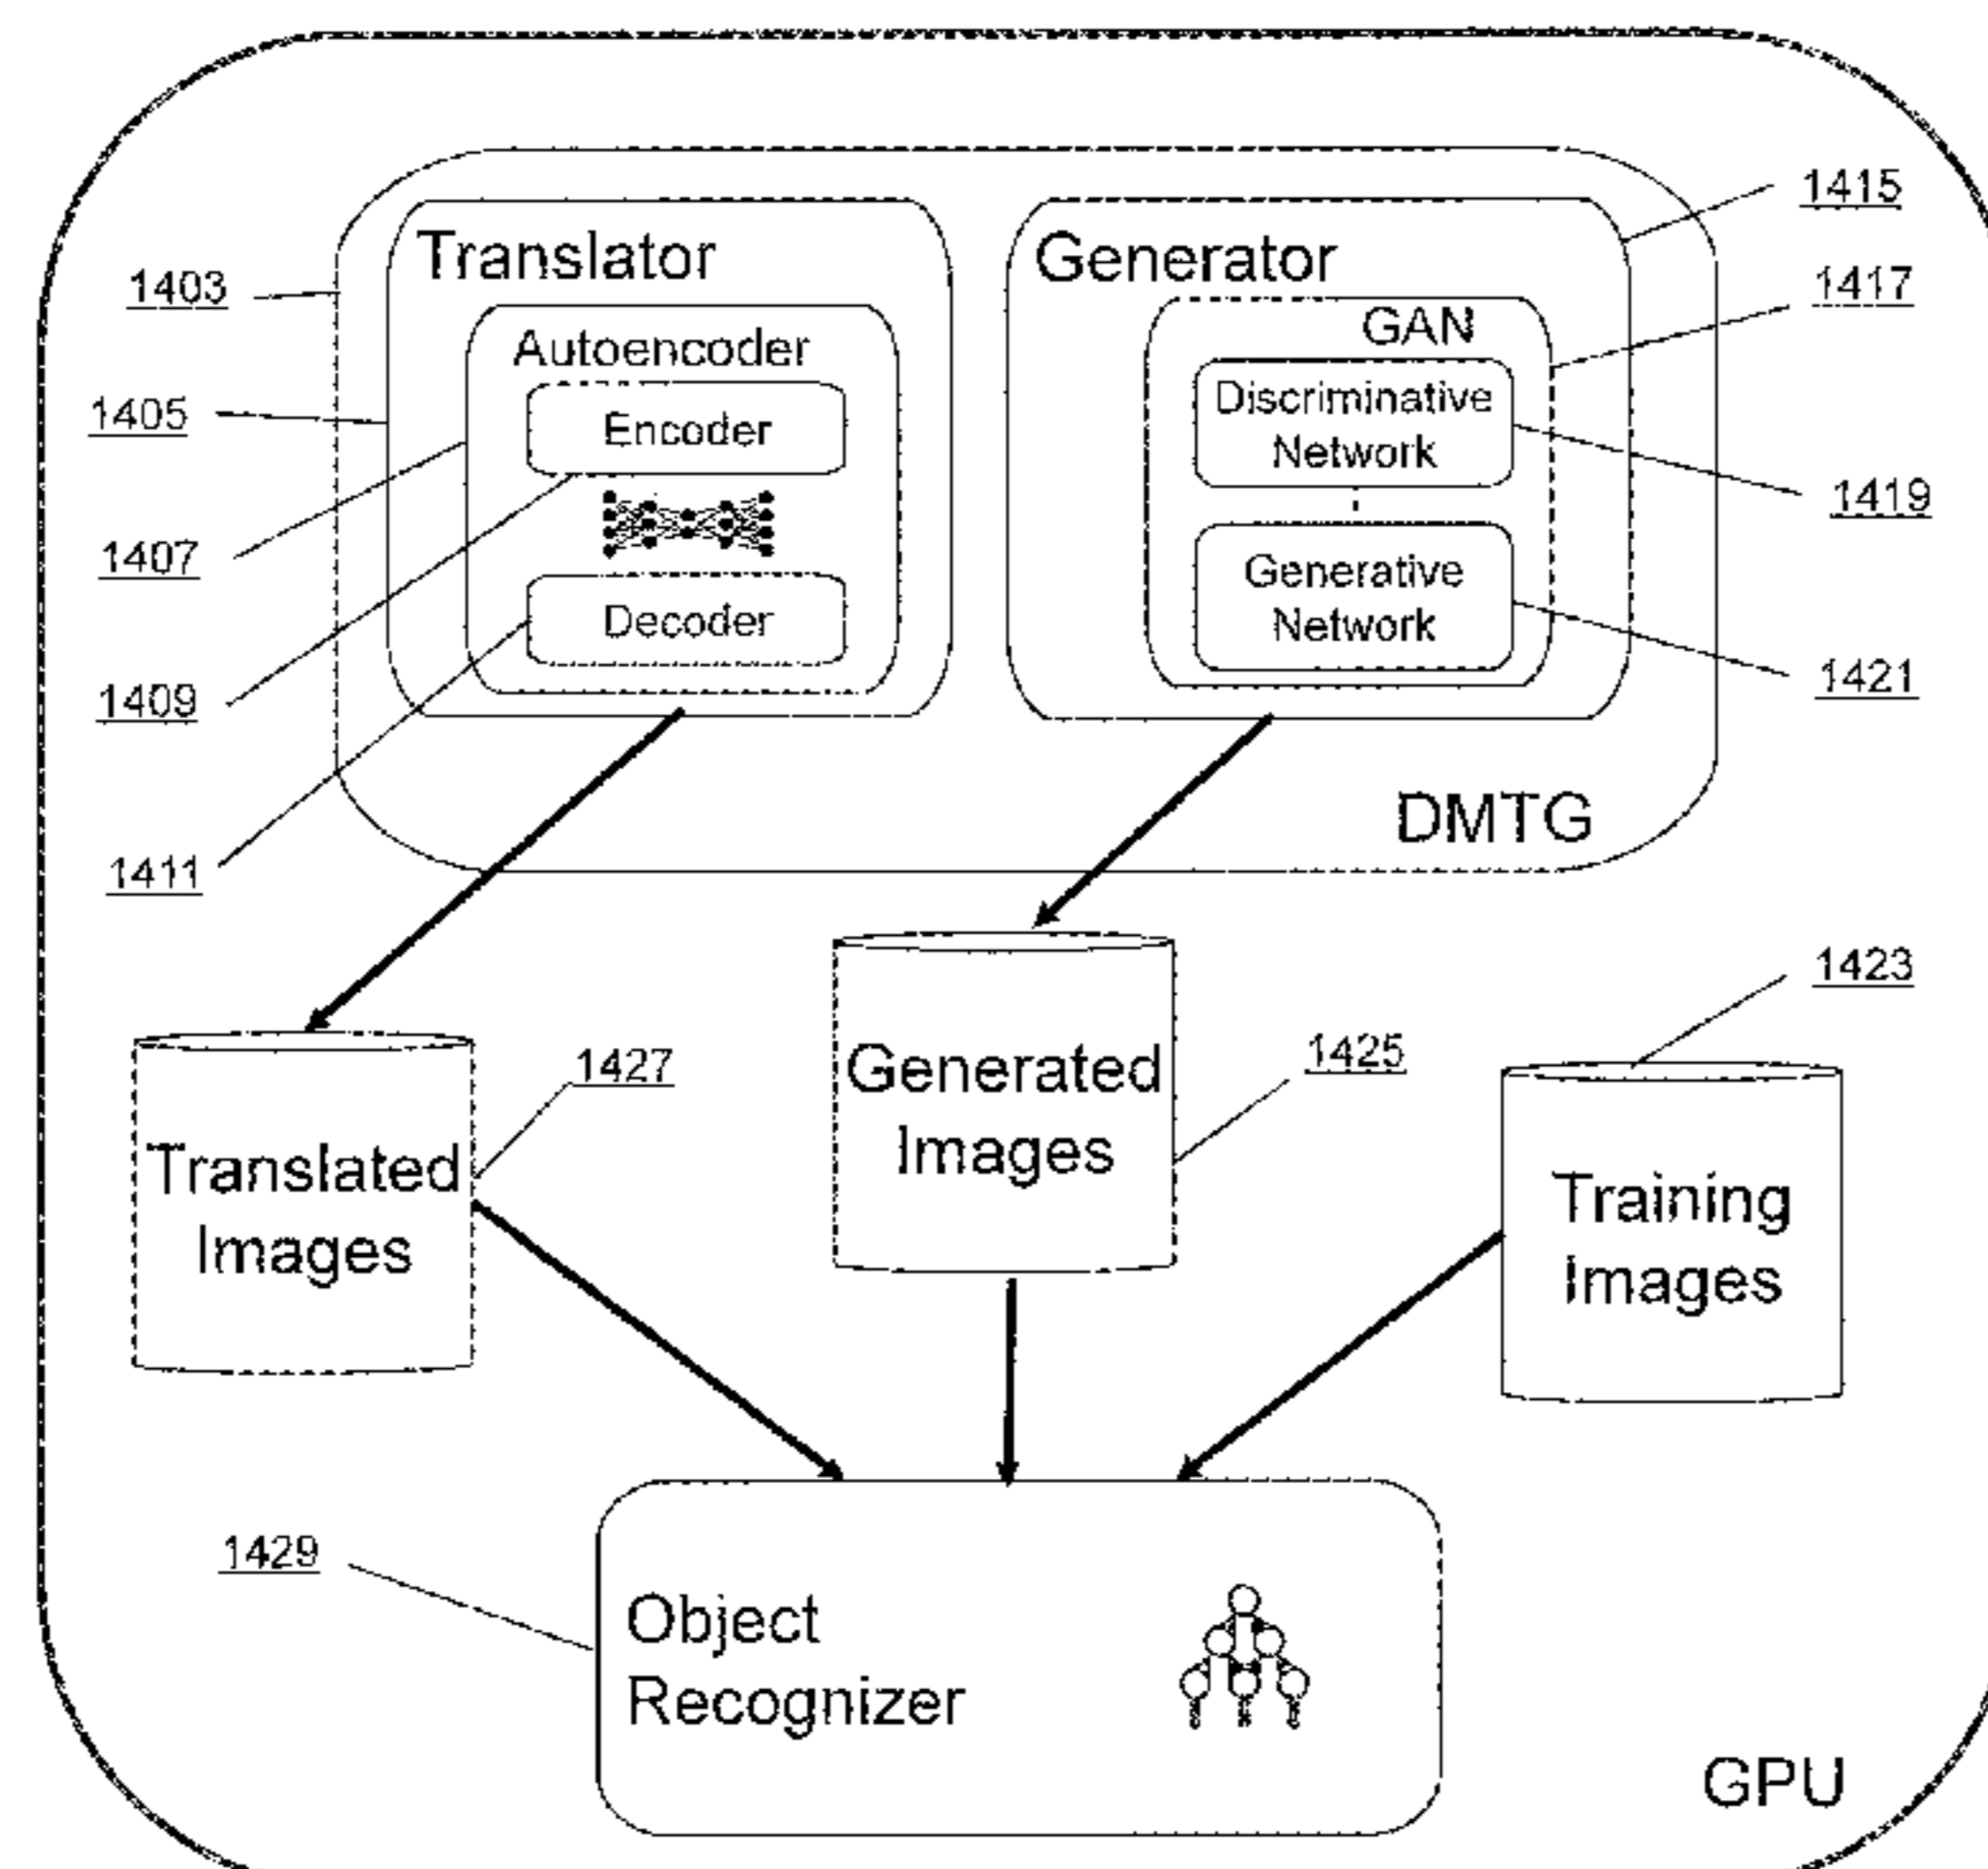 1415
Translator
Generator
1403
1417
GAN
Autoencoder
Discriminative
Network
1405
Encoder
1419
1407
Generative
Network
Decoder
1421
1409
DMTG
1411
1423
1425
1427
Generated
Images
Translated
Images
Training
Images
1429
Object
Recognizer
GPU